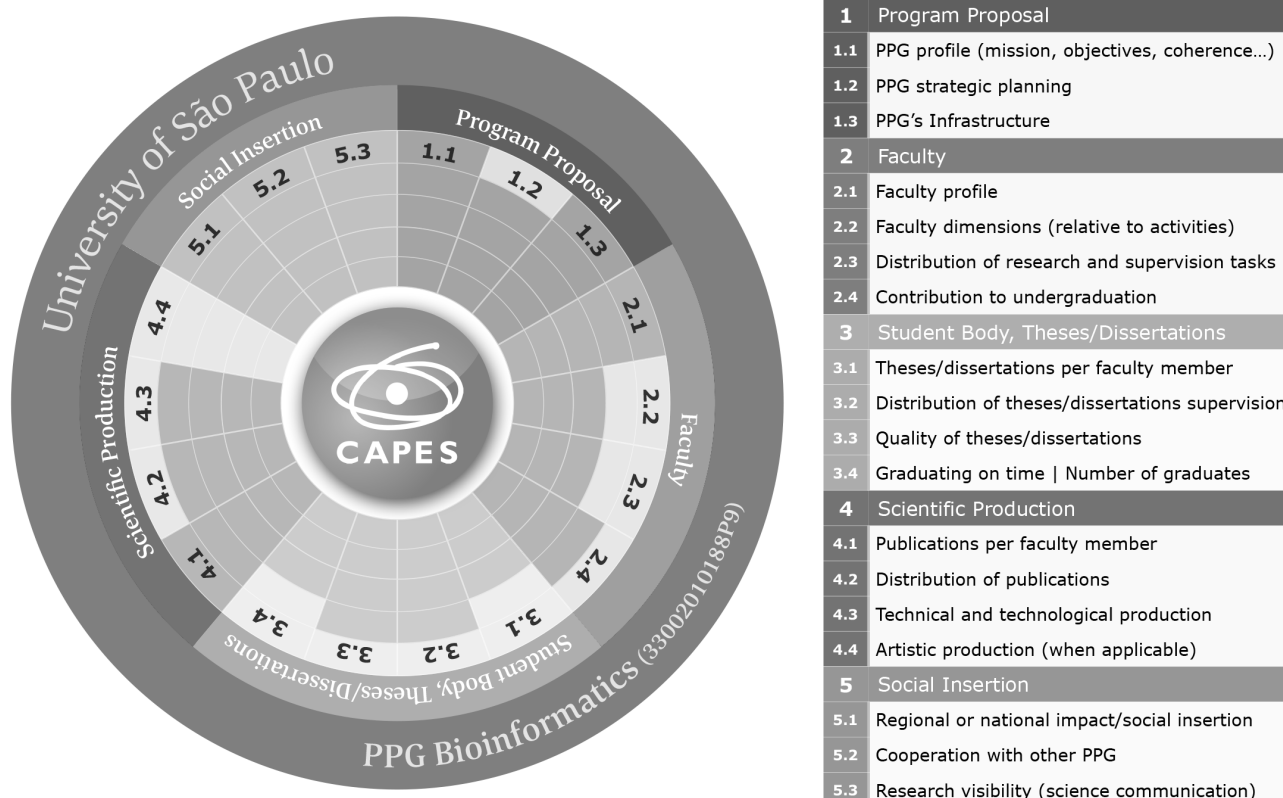 University of São Paulo
Social Insertion
Program Proposal
5.3
1.1
5.2
1.2
5.1
1.3
4.4
2.1
4.3
2.2
Scientific Production
Faculty
4.2
2.3
4.1
2.4
3.4
3.1
3.3
3.2
Student Body, Theses/Dissertations
CAPES
PPG Bioinformatics (33002010188P9)
1 Program Proposal
1.1 PPG profile (mission, objectives, coherence...)
1.2 PPG strategic planning
1.3 PPG’s Infrastructure
2 Faculty
2.1 Faculty profile
2.2 Faculty dimensions (relative to activities)
2.3 Distribution of research and supervision tasks
2.4 Contribution to undergraduation
3 Student Body, Theses/Dissertations
3.1 Theses/dissertations per faculty member
3.2 Distribution of theses/dissertations supervision
3.3 Quality of theses/dissertations
3.4 Graduating on time | Number of graduates
4 Scientific Production
4.1 Publications per faculty member
4.2 Distribution of publications
4.3 Technical and technological production
4.4 Artistic production (when applicable)
5 Social Insertion
5.1 Regional or national impact/social insertion
5.2 Cooperation with other PPG
5.3 Research visibility (science communication)